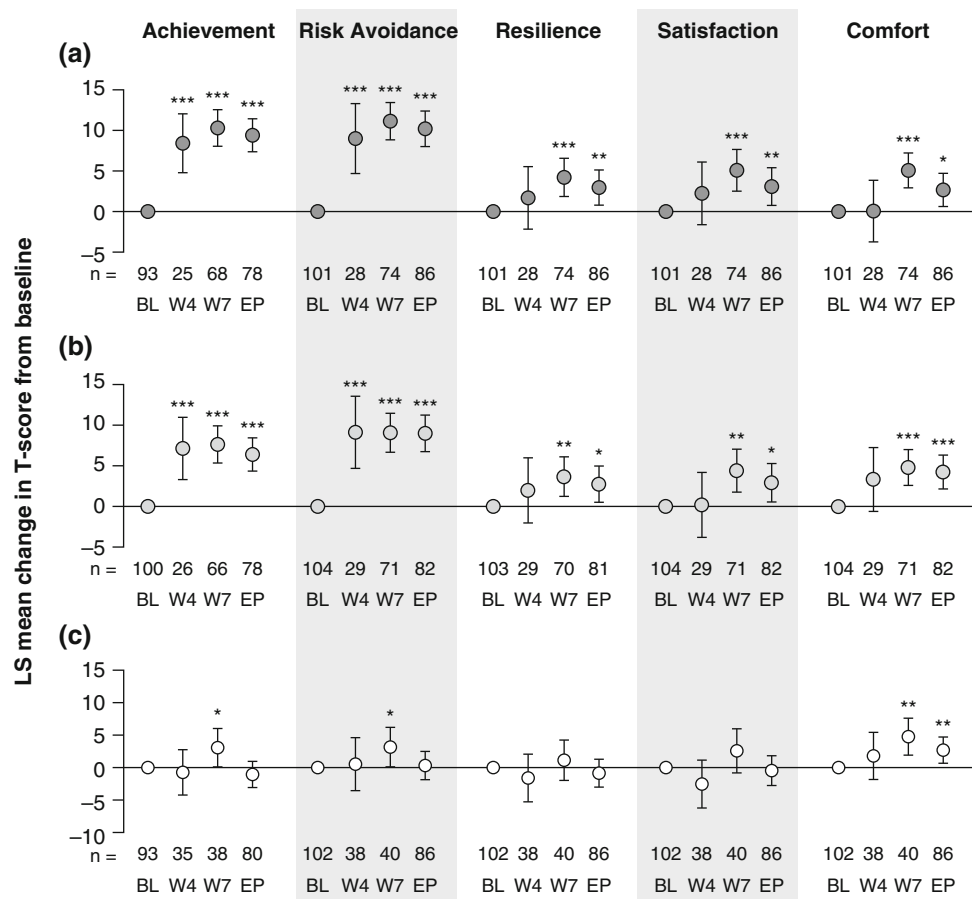 Achievement Risk Avoidance Resilience Satisfaction Comfort
(a)
LS mean change in T-score from baseline
*** *** *** *** *** *** *** ** *** ** *** *
15
10
5
0
−5
n = 93 25 68 78 101 28 74 86 101 28 74 86 101 28 74 86 101 28 74 86
BL W4 W7 EP BL W4 W7 EP BL W4 W7 EP BL W4 W7 EP BL W4 W7 EP
(b)
*** *** *** *** *** *** ** * ** * *** ***
15
10
5
0
−5
n = 100 26 66 78 104 29 71 82 103 29 70 81 104 29 71 82 104 29 71 82
BL W4 W7 EP BL W4 W7 EP BL W4 W7 EP BL W4 W7 EP BL W4 W7 EP
(c)
* * ** **
15
10
5
0
−5
−10
n = 93 35 38 80 102 38 40 86 102 38 40 86 102 38 40 86 102 38 40 86
BL W4 W7 EP BL W4 W7 EP BL W4 W7 EP BL W4 W7 EP BL W4 W7 EP